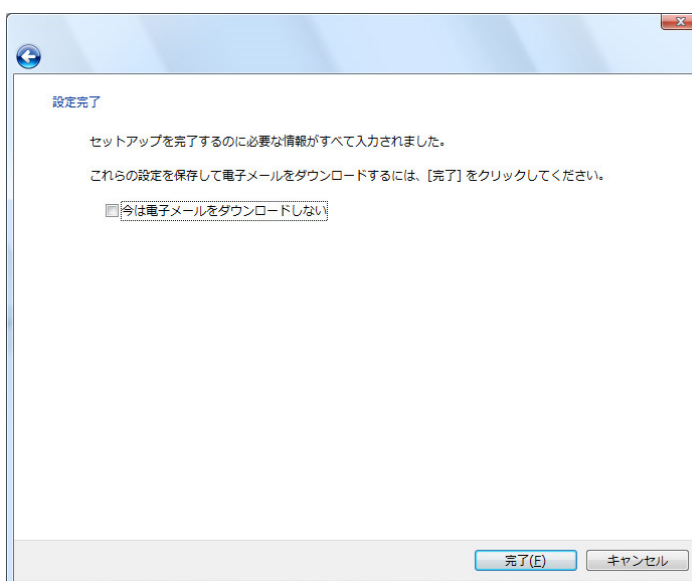 設定完了
セットアップを完了するのに必要な情報がすべて入力されました。
これらの設定を保存して電子メールをダウンロードするには、[完了] をクリックしてください。
今は電子メールをダウンロードしない
完了(F) キャンセル